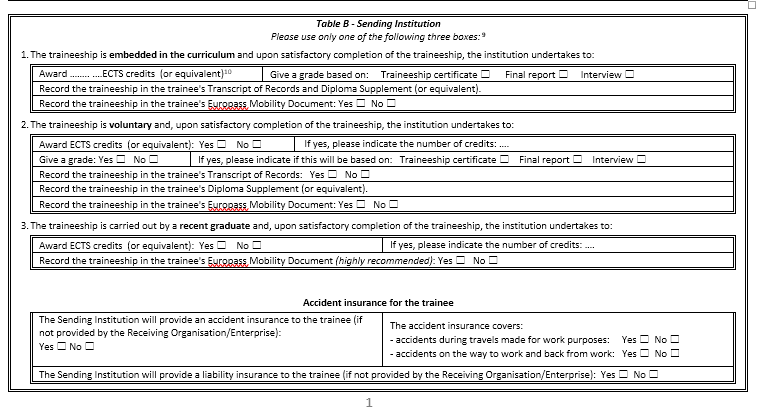 Table B - Sending Institution
Please use only one of the following three boxes:⁹
1. The traineeship is embedded in the curriculum and upon satisfactory completion of the traineeship, the institution undertakes to:
Award ........ ....ECTS credits (or equivalent)¹⁰ Give a grade based on: Traineeship certificate ☐ Final report ☐ Interview ☐
Record the traineeship in the trainee's Transcript of Records and Diploma Supplement (or equivalent).
Record the traineeship in the trainee's Europass Mobility Document: Yes ☐ No ☐
2. The traineeship is voluntary and, upon satisfactory completion of the traineeship, the institution undertakes to:
Award ECTS credits (or equivalent): Yes ☐ No ☐ If yes, please indicate the number of credits: ....
Give a grade: Yes ☐ No ☐ If yes, please indicate if this will be based on: Traineeship certificate ☐ Final report ☐ Interview ☐
Record the traineeship in the trainee's Transcript of Records: Yes ☐ No ☐
Record the traineeship in the trainee's Diploma Supplement (or equivalent).
Record the traineeship in the trainee's Europass Mobility Document: Yes ☐ No ☐
3. The traineeship is carried out by a recent graduate and, upon satisfactory completion of the traineeship, the institution undertakes to:
Award ECTS credits (or equivalent): Yes ☐ No ☐ If yes, please indicate the number of credits: ....
Record the traineeship in the trainee's Europass Mobility Document (highly recommended): Yes ☐ No ☐
Accident insurance for the trainee
The Sending Institution will provide an accident insurance to the trainee (if
not provided by the Receiving Organisation/Enterprise):
Yes ☐ No ☐
The accident insurance covers:
- accidents during travels made for work purposes: Yes ☐ No ☐
- accidents on the way to work and back from work: Yes ☐ No ☐
The Sending Institution will provide a liability insurance to the trainee (if not provided by the Receiving Organisation/Enterprise): Yes ☐ No ☐
1